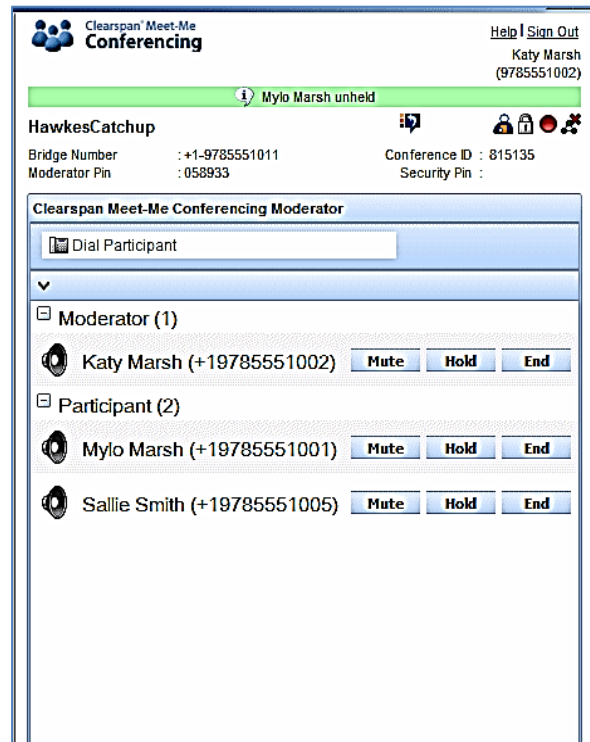 Clearspan® Meet-Me
Conferencing
Help | Sign Out
Katy Marsh
(9785551002)
Mylo Marsh unheld
HawkesCatchup
Bridge Number : +1-9785551011 Conference ID : 815135
Moderator Pin : 058933 Security Pin :
Clearspan Meet-Me Conferencing Moderator
Dial Participant
Moderator (1)
Katy Marsh (+19785551002) Mute Hold End
Participant (2)
Mylo Marsh (+19785551001) Mute Hold End
Sallie Smith (+19785551005) Mute Hold End